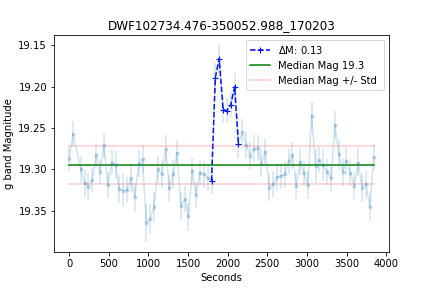 DWF102734.476-350052.988_170203
ΔM: 0.13
Median Mag 19.3
Median Mag +/- Std
19.15
19.20
19.25
19.30
19.35
g band Magnitude
0 500 1000 1500 2000 2500 3000 3500 4000
Seconds